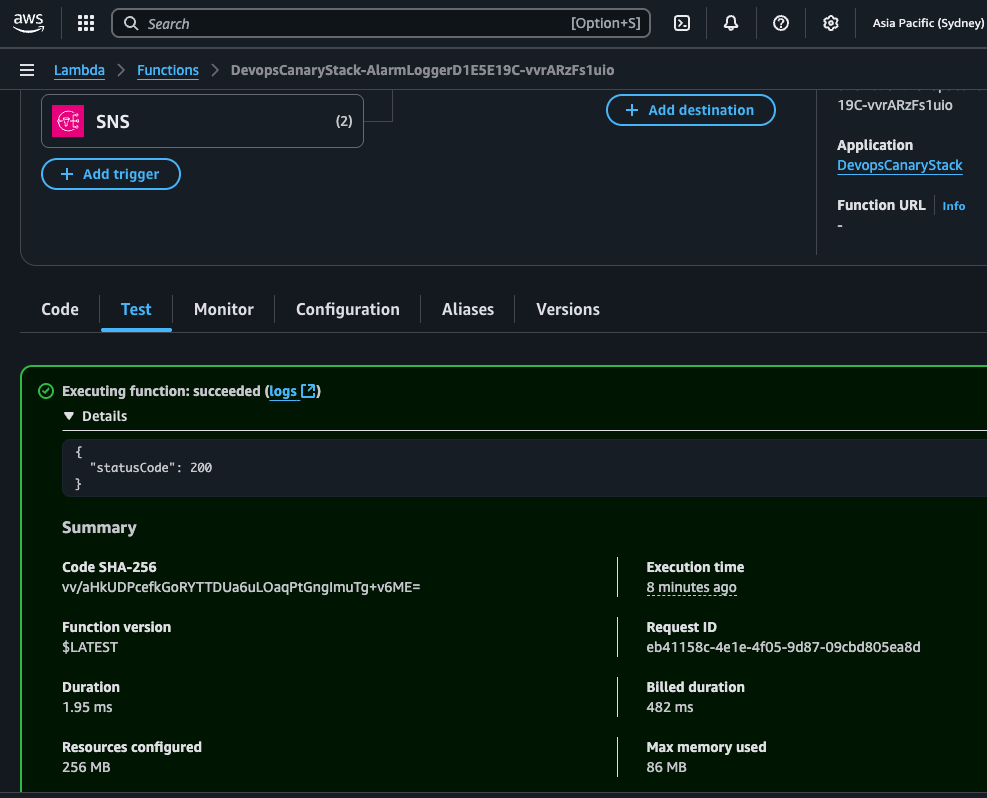 aws
Search [Option+S]
Asia Pacific (Sydney)
Lambda > Functions > DevopsCanaryStack-AlarmLoggerD1E5E19C-vvrARzFs1uio
SNS (2)
+ Add trigger
+ Add destination
19C-vvrARzFs1uio
Application
DevopsCanaryStack
Function URL Info
-
Code Test Monitor Configuration Aliases Versions
Executing function: succeeded (logs)
Details
{
"statusCode": 200
}
Summary
Code SHA-256
vv/aHkUDPcefkGoRYTTDUa6uLOaqPtGngImuTg+v6ME=
Execution time
8 minutes ago
Function version
$LATEST
Request ID
eb41158c-4e1e-4f05-9d87-09cbd805ea8d
Duration
1.95 ms
Billed duration
482 ms
Resources configured
256 MB
Max memory used
86 MB